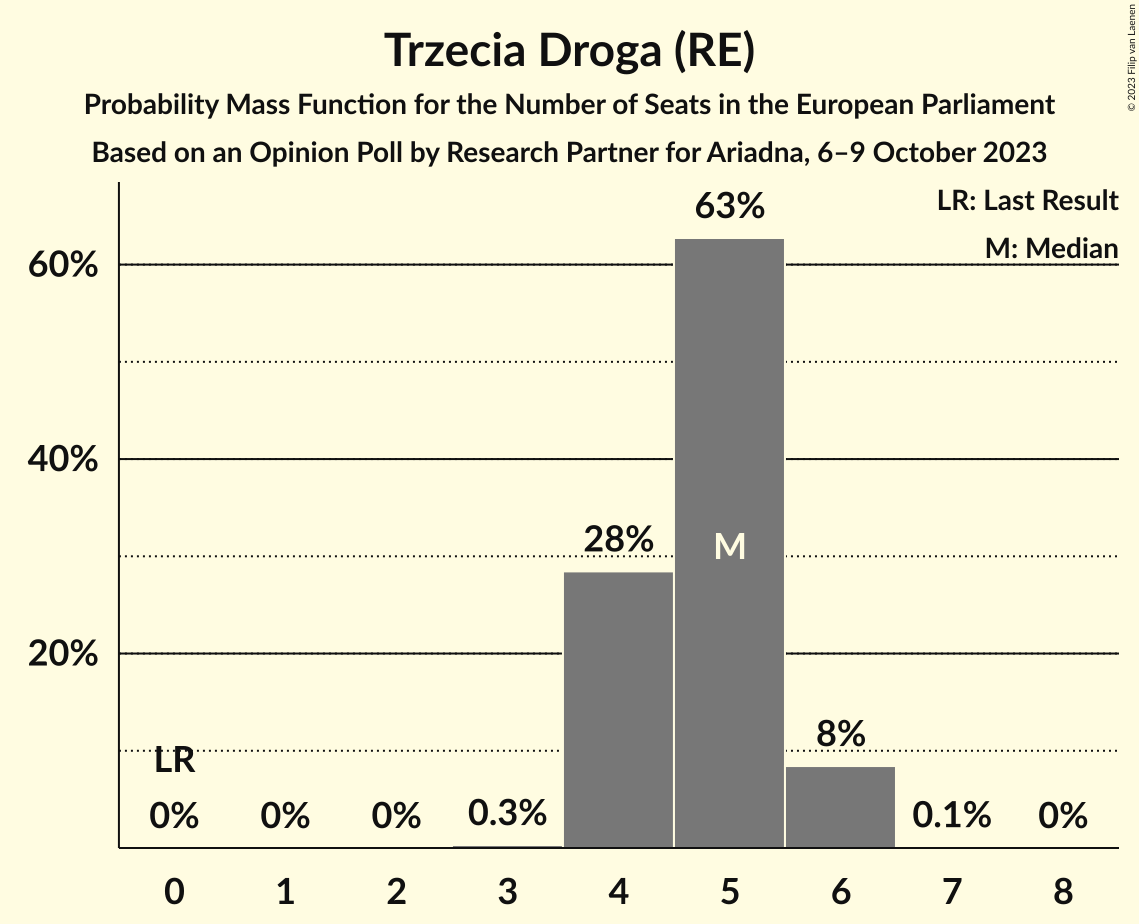 Trzecia Droga (RE)
Probability Mass Function for the Number of Seats in the European Parliament
Based on an Opinion Poll by Research Partner for Ariadna, 6–9 October 2023
© 2023 Filip van Laenen
LR: Last Result
M: Median
63%
60%
40%
28%
M
20%
8%
LR
0%
0%
0%
0.3%
0.1%
0%
0
1
2
3
4
5
6
7
8